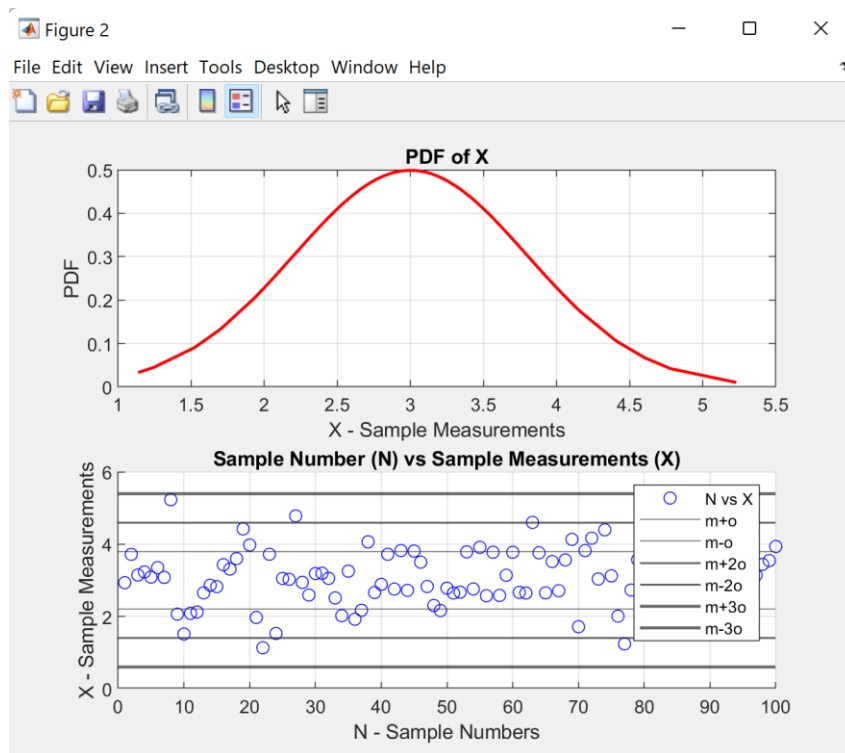 Figure 2
File Edit View Insert Tools Desktop Window Help
PDF of X
0.5
0.4
0.3
0.2
0.1
0
PDF
1 1.5 2 2.5 3 3.5 4 4.5 5 5.5
X - Sample Measurements
Sample Number (N) vs Sample Measurements (X)
6
4
2
0
X - Sample Measurements
N vs X
m+o
m-o
m+2o
m-2o
m+3o
m-3o
0 10 20 30 40 50 60 70 80 90 100
N - Sample Numbers